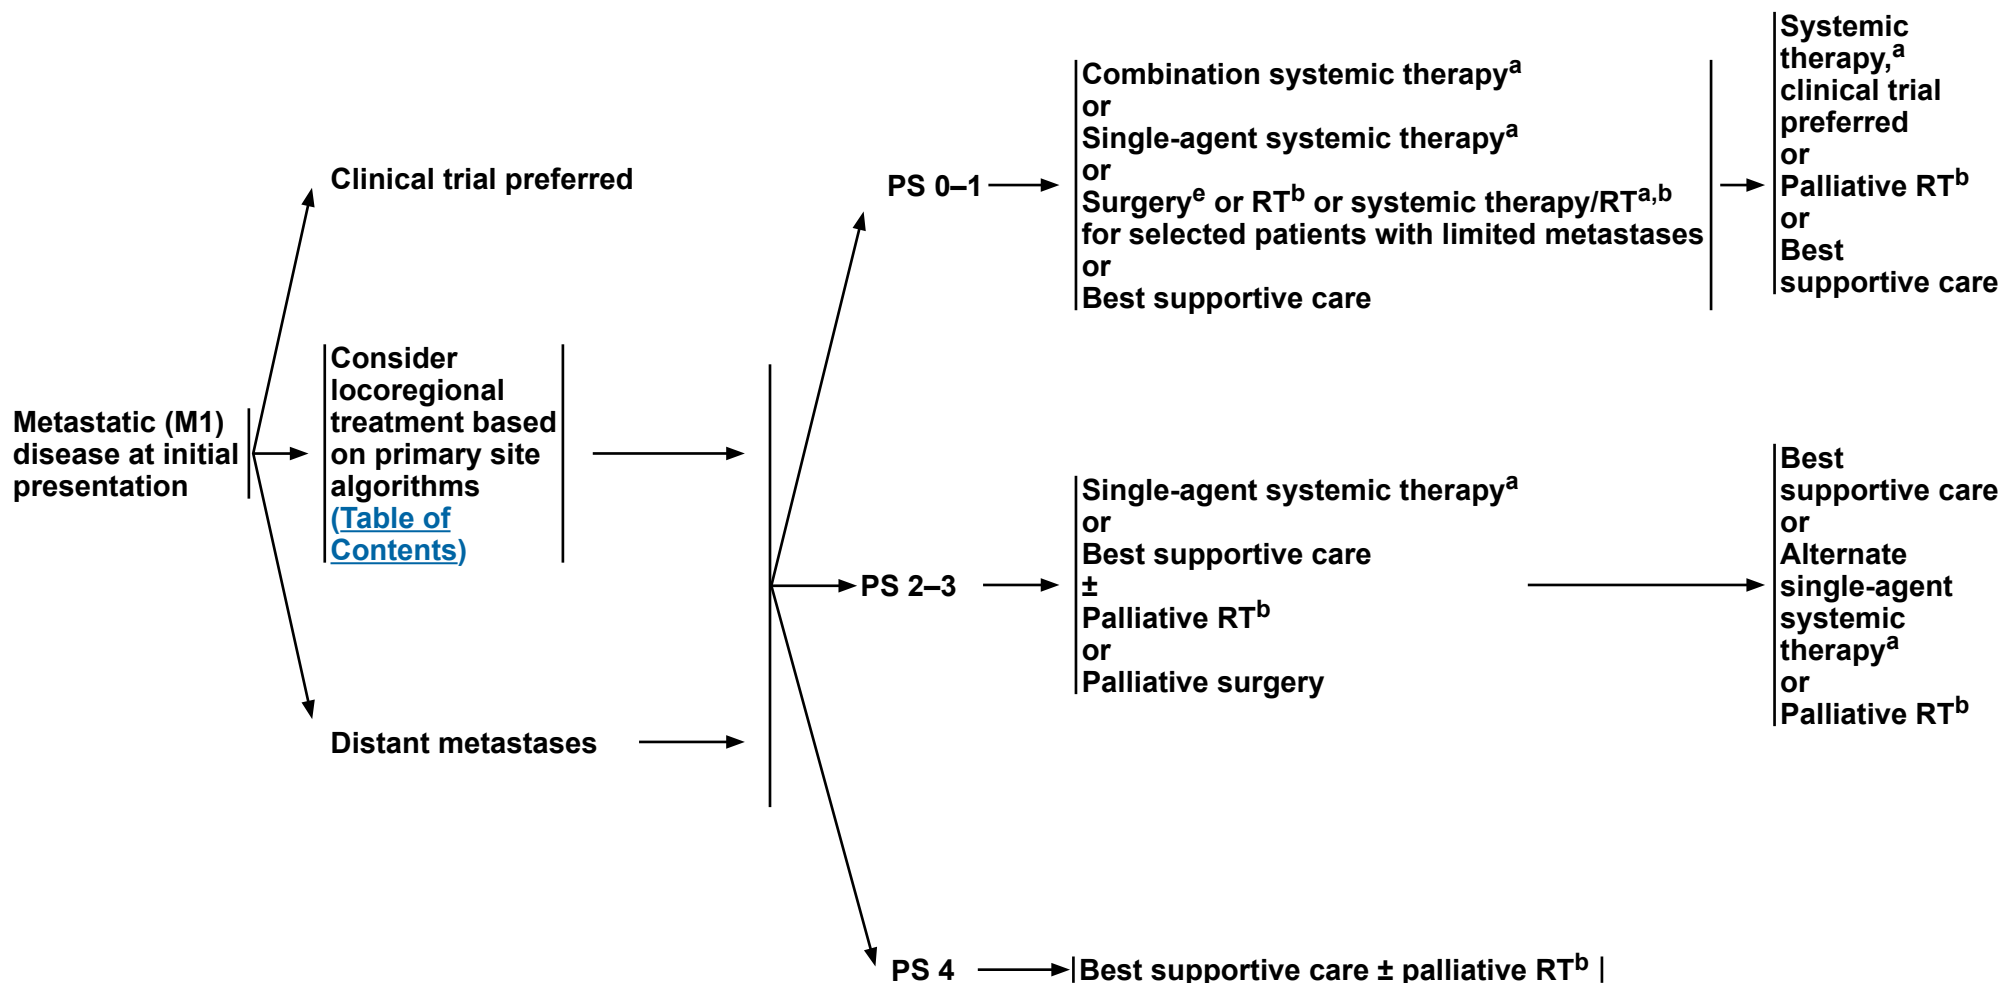 Metastatic (M1)
disease at initial
presentation
Clinical trial preferred
Consider
locoregional
treatment based
on primary site
algorithms
(Table of
Contents)
Distant metastases
PS 0–1
Combination systemic therapyᵃ
or
Single-agent systemic therapyᵃ
or
Surgeryᵉ or RTᵇ or systemic therapy/RTᵃ,ᵇ
for selected patients with limited metastases
or
Best supportive care
Systemic
therapy,ᵃ
clinical trial
preferred
or
Palliative RTᵇ
or
Best
supportive care
PS 2–3
Single-agent systemic therapyᵃ
or
Best supportive care
±
Palliative RTᵇ
or
Palliative surgery
Best
supportive care
or
Alternate
single-agent
systemic
therapyᵃ
or
Palliative RTᵇ
PS 4
Best supportive care ± palliative RTᵇ